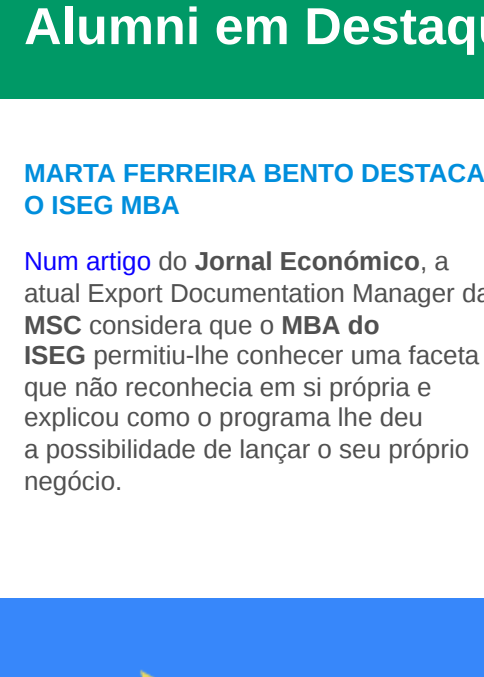 Alumni em Destaqu
MARTA FERREIRA BENTO DESTACA
O ISEG MBA
Num artigo do Jornal Económico, a
atual Export Documentation Manager da
MSC considera que o MBA do
ISEG permitiu-lhe conhecer uma faceta
que não reconhecia em si própria e
explicou como o programa lhe deu
a possibilidade de lançar o seu próprio
negócio.